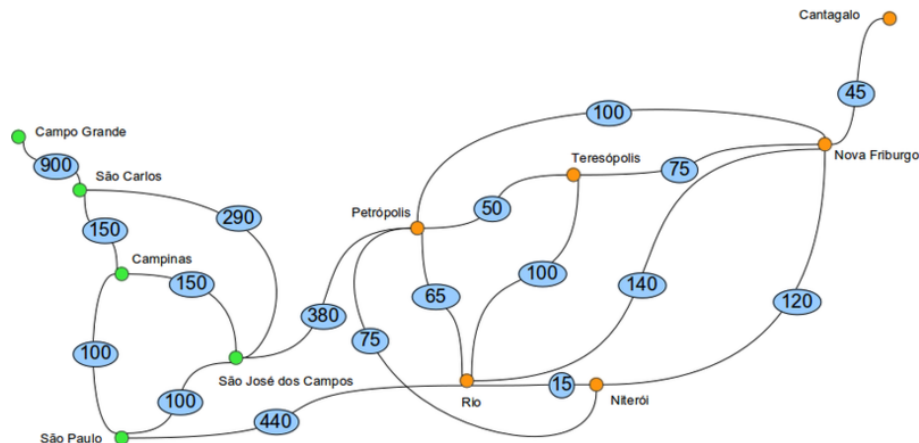 Cantagalo
45
100
Campo Grande
Nova Friburgo
900
Teresópolis
75
São Carlos
Petrópolis
50
290
150
Campinas
100
150
140
65
120
380
75
100
São José dos Campos
15
100
Rio
Niterói
440
São Paulo